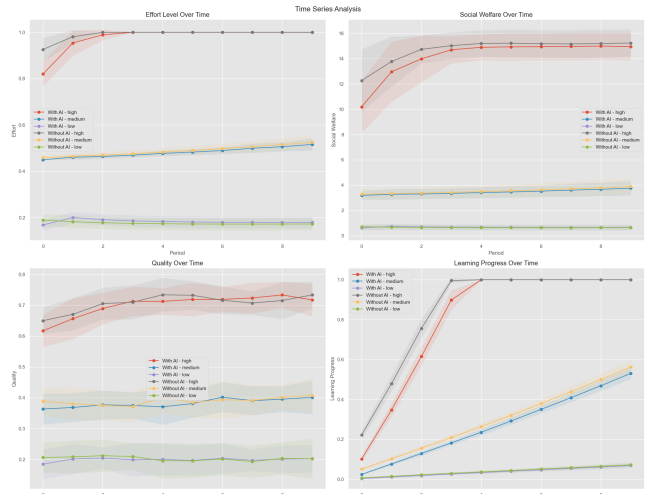 Time Series Analysis
Effort Level Over Time
1.0
0.8
0.6
0.4
0.2
Effort
With AI - high
With AI - medium
With AI - low
Without AI - high
Without AI - medium
Without AI - low
0 2 4 6 8
Period
Social Welfare Over Time
16
14
12
10
8
6
4
2
0
Social Welfare
With AI - high
With AI - medium
With AI - low
Without AI - high
Without AI - medium
Without AI - low
0 2 4 6 8
Period
Quality Over Time
0.8
0.7
0.6
0.5
0.4
0.3
0.2
Quality
With AI - high
With AI - medium
With AI - low
Without AI - high
Without AI - medium
Without AI - low
Learning Progress Over Time
1.0
0.8
0.6
0.4
0.2
0.0
Learning Progress
With AI - high
With AI - medium
With AI - low
Without AI - high
Without AI - medium
Without AI - low